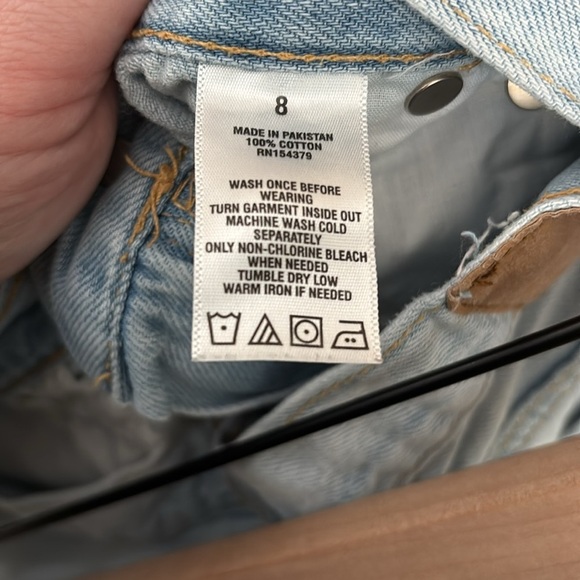 8
MADE IN PAKISTAN
100% COTTON
RN154379
WASH ONCE BEFORE
WEARING
TURN GARMENT INSIDE OUT
MACHINE WASH COLD
SEPARATELY
ONLY NON-CHLORINE BLEACH
WHEN NEEDED
TUMBLE DRY LOW
WARM IRON IF NEEDED